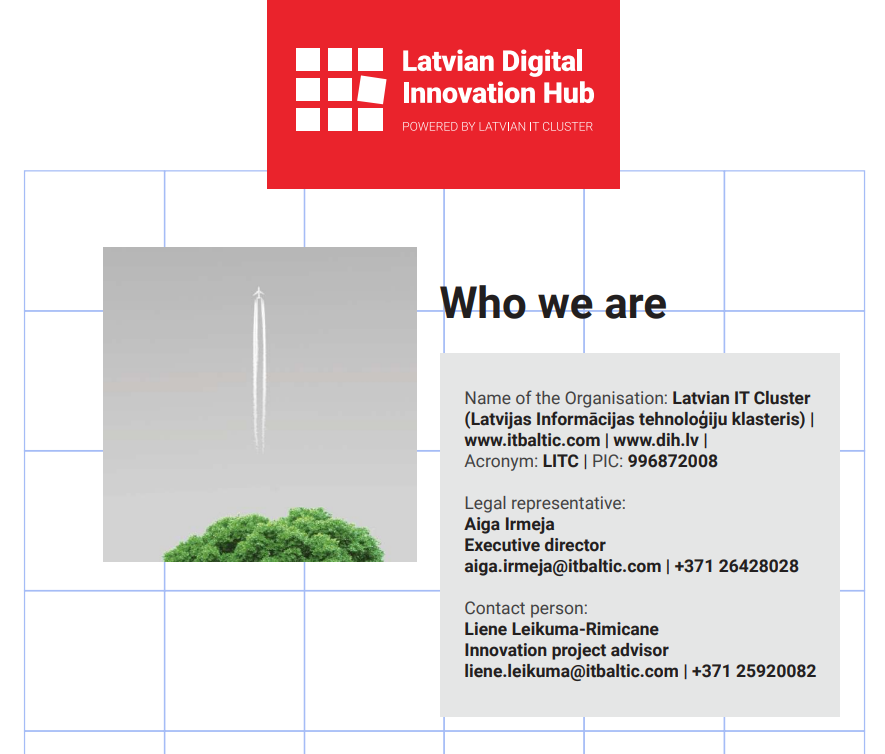 Latvian Digital
Innovation Hub
POWERED BY LATVIAN IT CLUSTER
Who we are
Name of the Organisation: Latvian IT Cluster
(Latvijas Informācijas tehnoloģiju klasteris) |
www.itbaltic.com | www.dih.lv |
Acronym: LITC | PIC: 996872008
Legal representative:
Aiga Irmeja
Executive director
aiga.irmeja@itbaltic.com | +371 26428028
Contact person:
Liene Leikuma-Rimicane
Innovation project advisor
liene.leikuma@itbaltic.com | +371 25920082